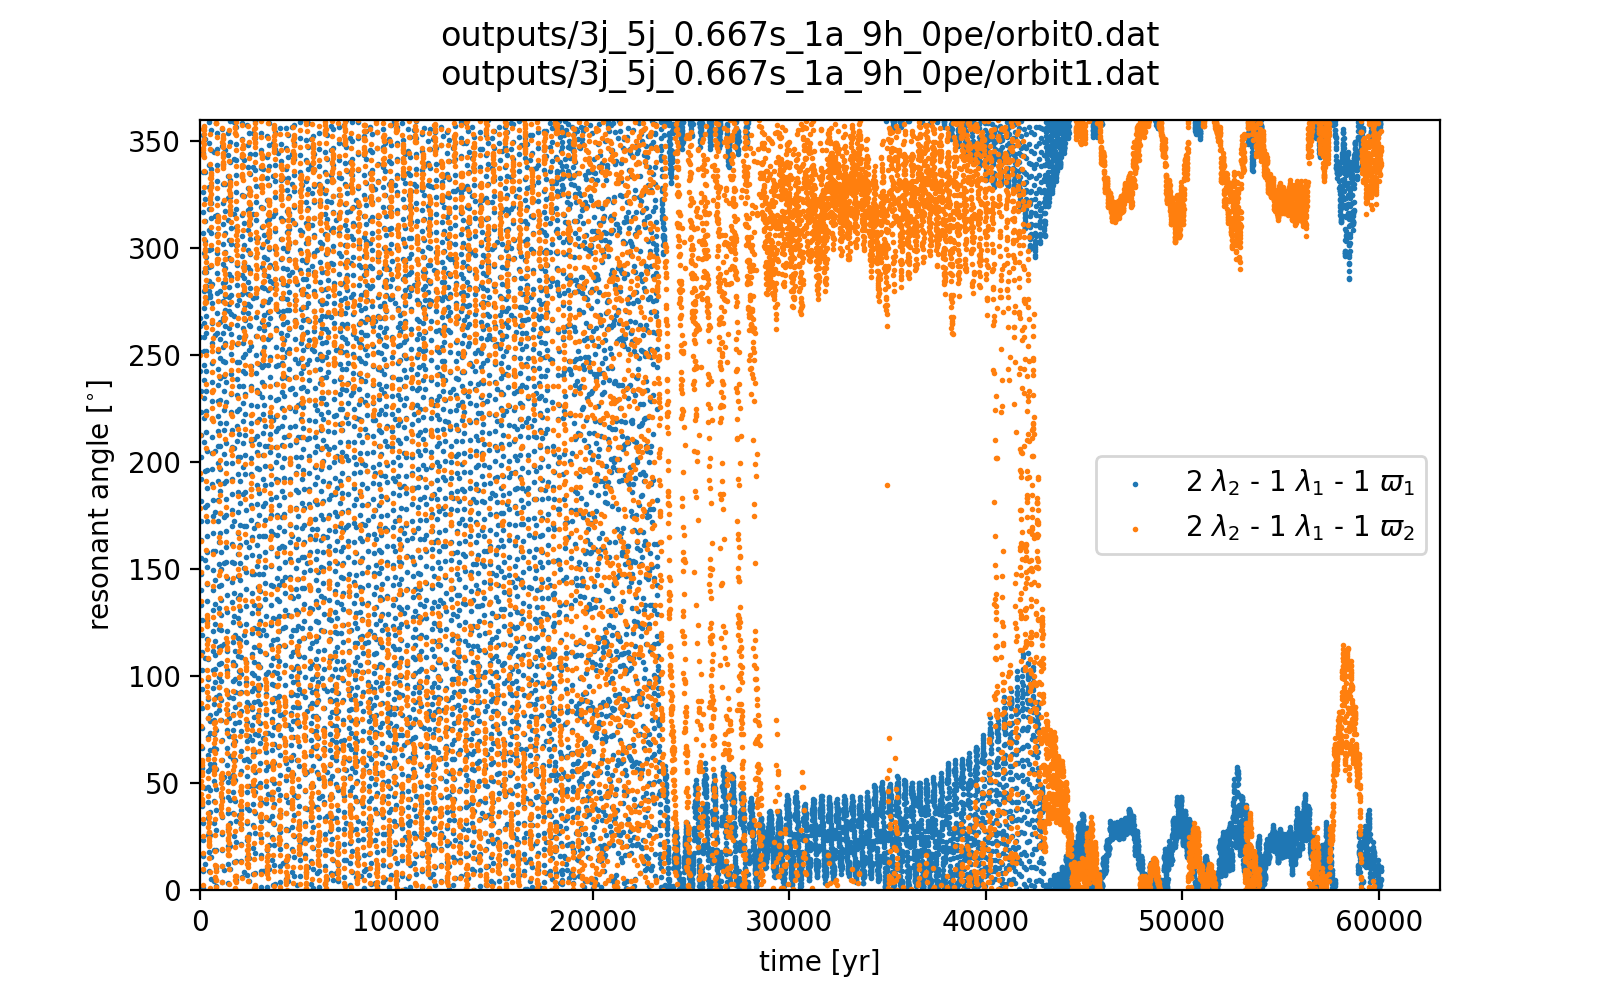 outputs/3j_5j_0.667s_1a_9h_0pe/orbit0.dat
outputs/3j_5j_0.667s_1a_9h_0pe/orbit1.dat
350
300
250
200
150
100
50
0
resonant angle [°]
2 λ₂ - 1 λ₁ - 1 ϖ₁
2 λ₂ - 1 λ₁ - 1 ϖ₂
0 10000 20000 30000 40000 50000 60000
time [yr]